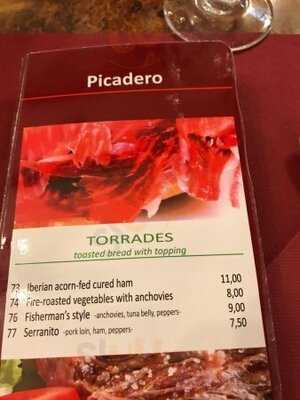 Picadero
TORRADES
toasted bread with topping
73 Iberian acorn-fed cured ham 11,00
74 Fire-roasted vegetables with anchovies 8,00
76 Fisherman's style -anchovies, tuna belly, peppers- 9,00
77 Serranito -pork loin, ham, peppers- 7,50